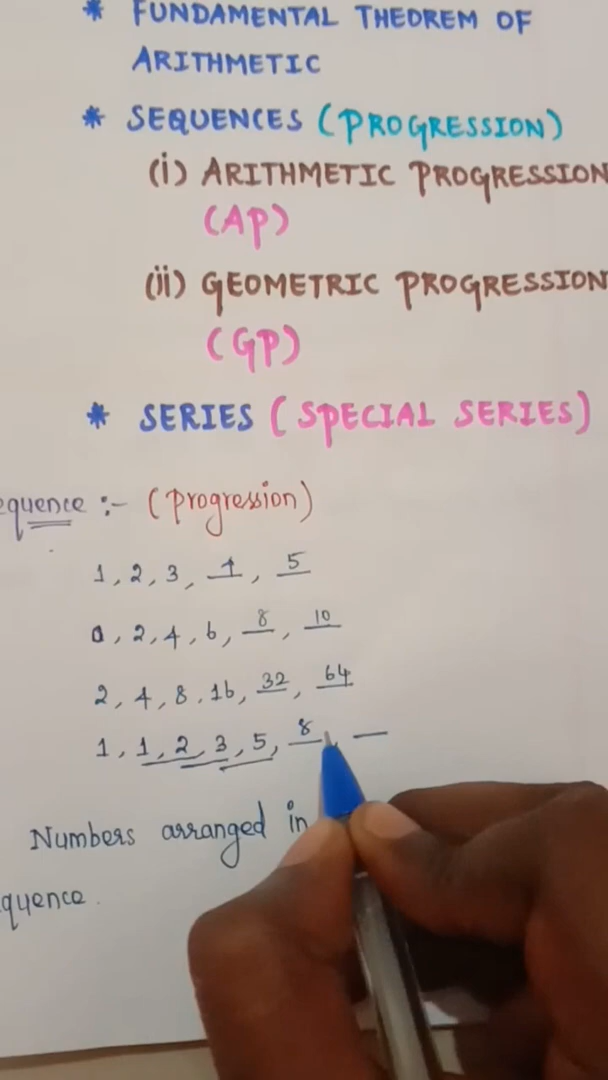 * FUNDAMENTAL THEOREM OF
ARITHMETIC
* SEQUENCES (PROGRESSION)
(i) ARITHMETIC PROGRESSION
(AP)
(ii) GEOMETRIC PROGRESSION
(GP)
* SERIES (SPECIAL SERIES)
equence :- (Progression)
1, 2, 3, 4, 5
0, 2, 4, 6, 8, 10
2, 4, 8, 16, 32, 64
1, 1, 2, 3, 5, 8, __
Numbers arranged in
quence.